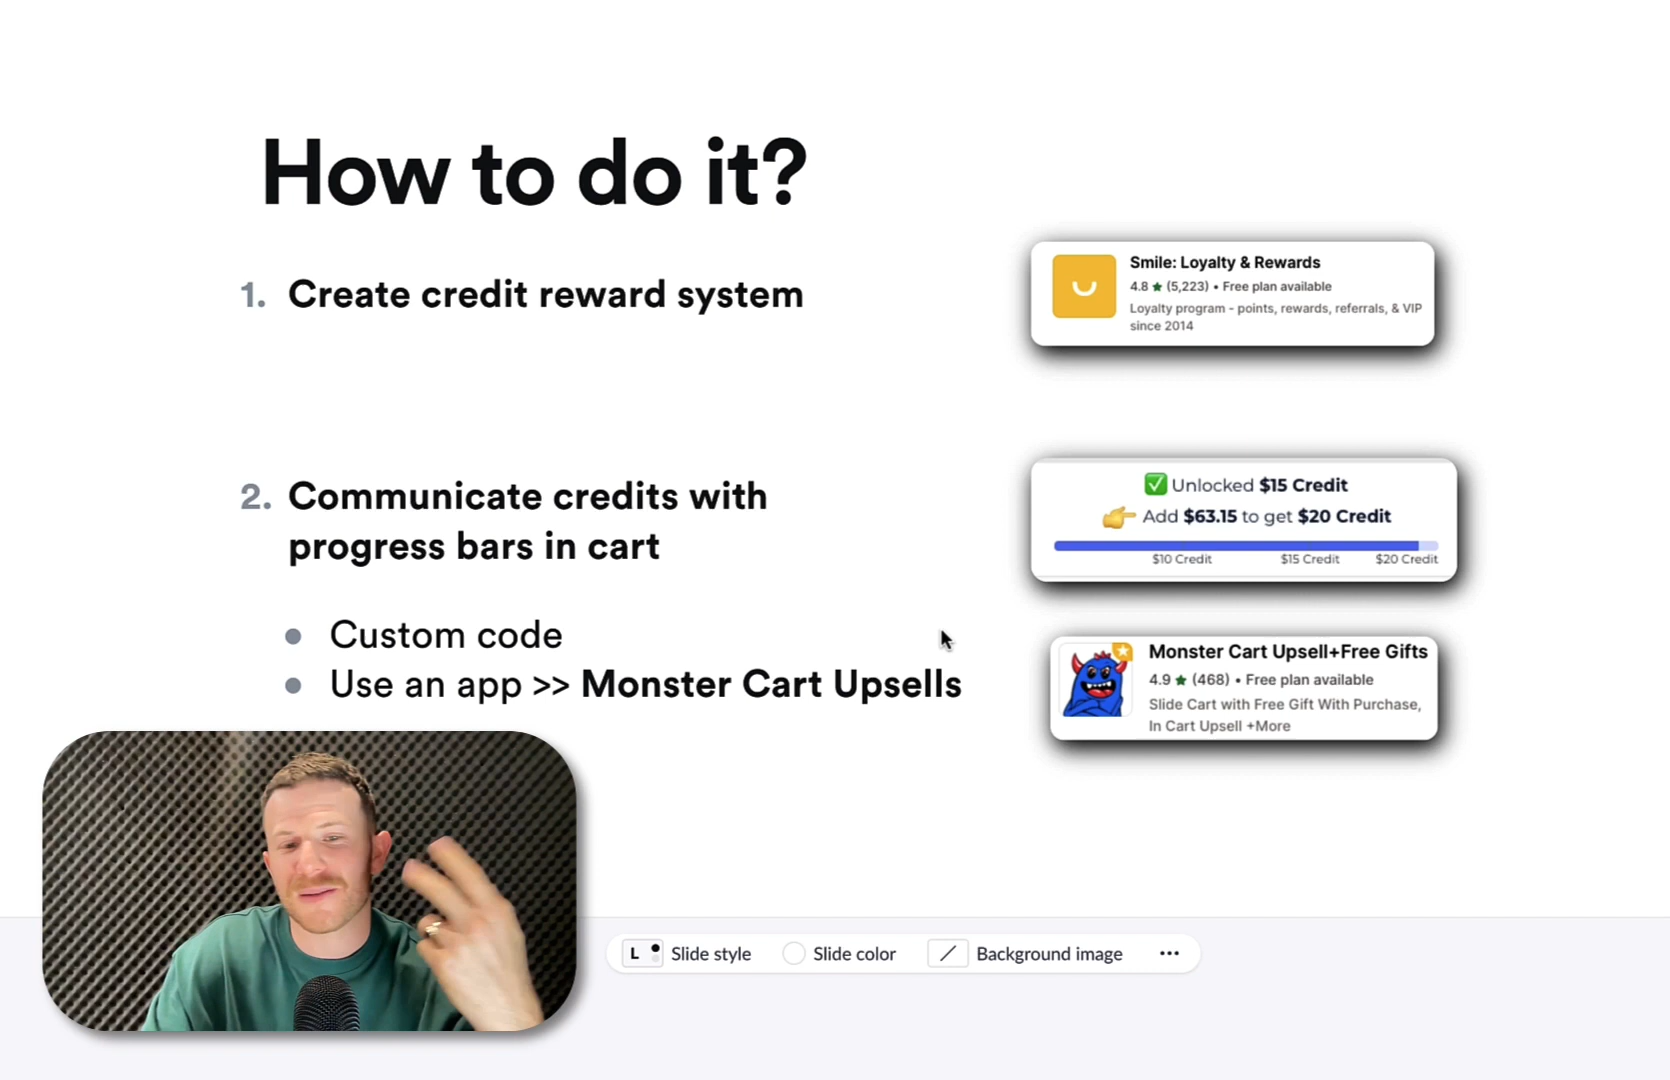 How to do it?
1. Create credit reward system
Smile: Loyalty & Rewards
4.8 ★ (5,223) • Free plan available
Loyalty program - points, rewards, referrals, & VIP
since 2014
2. Communicate credits with
progress bars in cart
✅ Unlocked $15 Credit
👉 Add $63.15 to get $20 Credit
$10 Credit $15 Credit $20 Credit
• Custom code
• Use an app >> Monster Cart Upsells
Monster Cart Upsell+Free Gifts
4.9 ★ (468) • Free plan available
Slide Cart with Free Gift With Purchase,
In Cart Upsell +More
L Slide style Slide color Background image ...